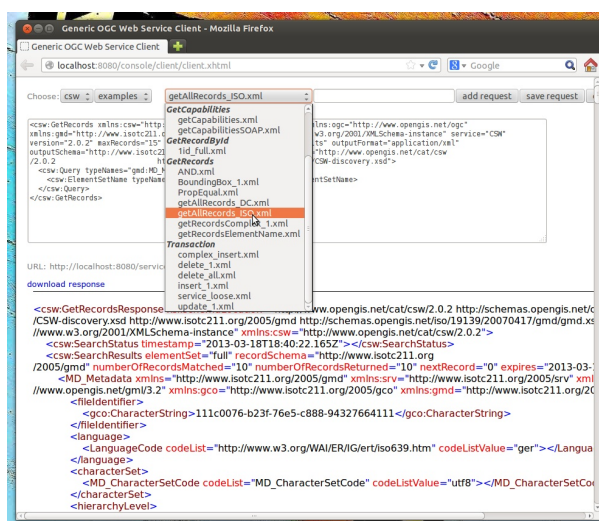 Generic OGC Web Service Client - Mozilla Firefox
Generic OGC Web Service Client
localhost:8080/console/client/client.xhtml
Google
Choose: csw examples getAllRecords_ISO.xml add request save request
GetCapabilities
getCapabilities.xml
getCapabilitiesSOAP.xml
GetRecordById
1id_full.xml
GetRecords
AND.xml
BoundingBox_1.xml
PropEqual.xml
getAllRecords_DC.xml
getAllRecords_ISO.xml
getRecordsComplex_1.xml
getRecordsElementName.xml
Transaction
complex_insert.xml
delete_1.xml
delete_all.xml
insert_1.xml
service_loose.xml
update_1.xml
<csw:GetRecords xmlns:csw="http: ns:ogc="http://www.opengis.net/ogc"
xmlns:gmd="http://www.isotc211.o w3.org/2001/XMLSchema-instance" service="CSW"
version="2.0.2" maxRecords="15" ts" outputFormat="application/xml"
outputSchema="http://www.isotc21 "http://www.opengis.net/cat/csw
/2.0.2 /CSW-discovery.xsd">
<csw:Query typeNames="gmd:MD_M
<csw:ElementSetName typeName entSetName>
</csw:Query>
</csw:GetRecords>
URL: http://localhost:8080/service
download response
<csw:GetRecordsResponse http://www.opengis.net/cat/csw/2.0.2 http://schemas.opengis.net/c
/CSW-discovery.xsd http://www.isotc211.org/2005/gmd http://schemas.opengis.net/iso/19139/20070417/gmd/gmd.xs
//www.w3.org/2001/XMLSchema-instance" xmlns:csw="http://www.opengis.net/cat/csw/2.0.2">
<csw:SearchStatus timestamp="2013-03-18T18:40:22.165Z"></csw:SearchStatus>
<csw:SearchResults elementSet="full" recordSchema="http://www.isotc211.org
/2005/gmd" numberOfRecordsMatched="10" numberOfRecordsReturned="10" nextRecord="0" expires="2013-03-
<MD_Metadata xmlns="http://www.isotc211.org/2005/gmd" xmlns:srv="http://www.isotc211.org/2005/srv" xml
//www.opengis.net/gml/3.2" xmlns:gco="http://www.isotc211.org/2005/gco" xmlns:gmd="http://www.isotc211.org/20
<fileIdentifier>
<gco:CharacterString>111c0076-b23f-76e5-c888-94327664111</gco:CharacterString>
</fileIdentifier>
<language>
<LanguageCode codeList="http://www.w3.org/WAI/ER/IG/ert/iso639.htm" codeListValue="ger"></Langua
</language>
<characterSet>
<MD_CharacterSetCode codeList="MD_CharacterSetCode" codeListValue="utf8"></MD_CharacterSetCo
</characterSet>
<hierarchyLevel>